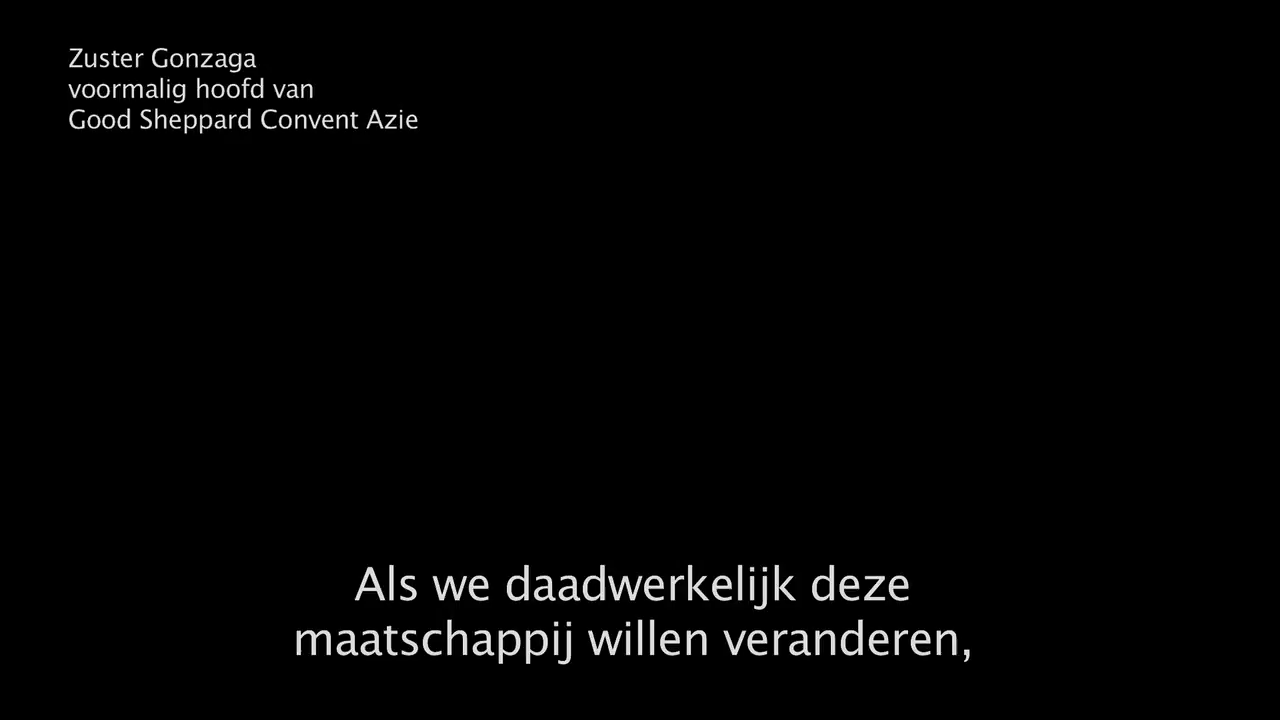 Zuster Gonzaga
voormalig hoofd van
Good Sheppard Convent Azie
Als we daadwerkelijk deze
maatschappij willen veranderen,